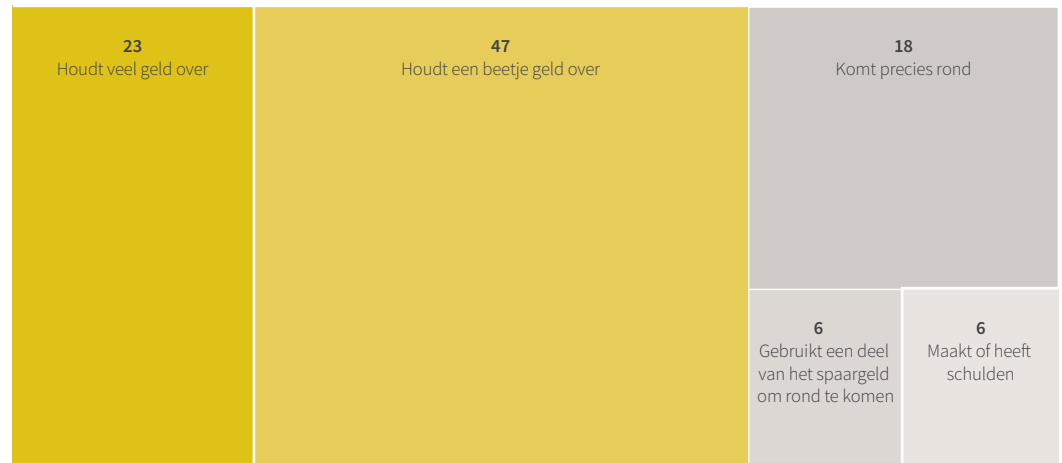 23
Houdt veel geld over
47
Houdt een beetje geld over
18
Komt precies rond
6
Gebruikt een deel
van het spaargeld
om rond te komen
6
Maakt of heeft
schulden